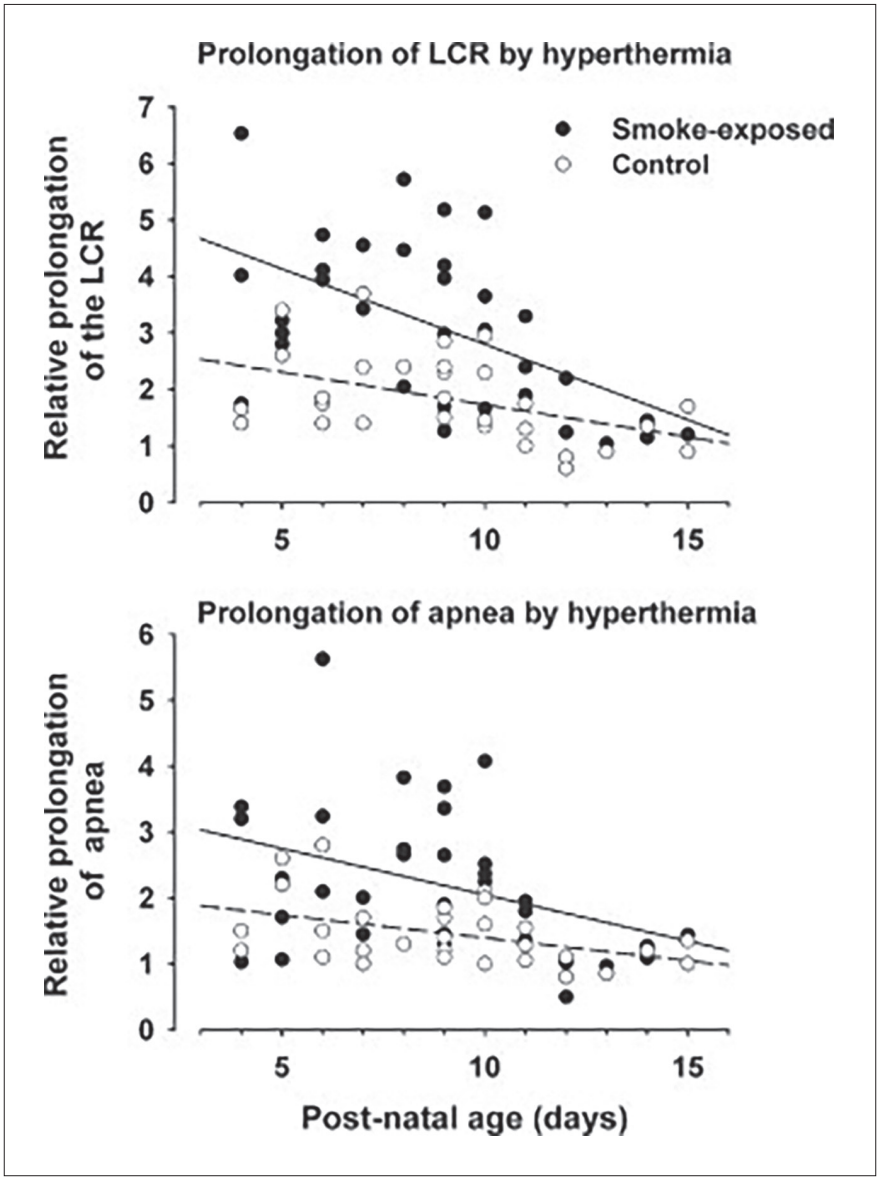 Prolongation of LCR by hyperthermia
Relative prolongation
of the LCR
7
6
5
4
3
2
1
0
Smoke-exposed
Control
5
10
15
Prolongation of apnea by hyperthermia
Relative prolongation
of apnea
6
5
4
3
2
1
0
5
10
15
Post-natal age (days)